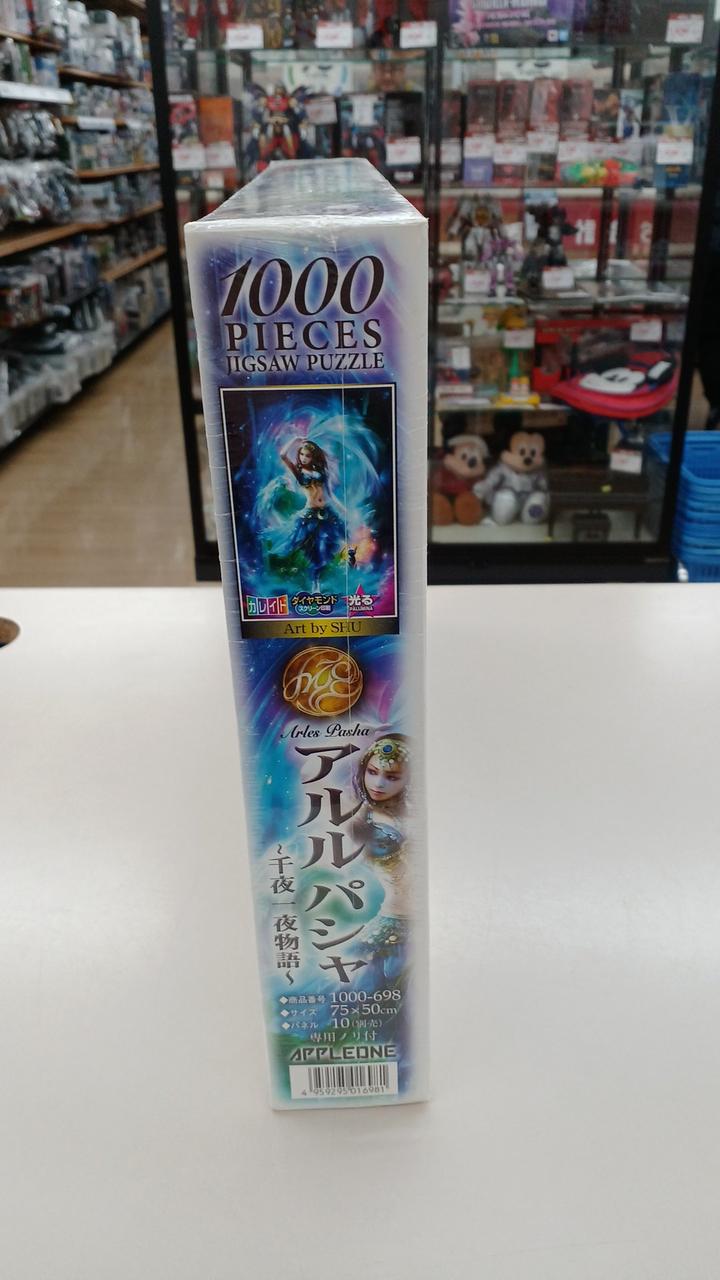 1000
PIECES
JIGSAW PUZZLE
カレイド ダイヤモンド スクリーン印刷 光る PALUMINA
Art by SHU
Arles Pasha
アルル パシャ
~千夜一夜物語~
◆商品番号 1000-698
◆サイズ 75×50cm
◆パネル 10(別売)
専用ノリ付
APPLEONE
4 959295 016981